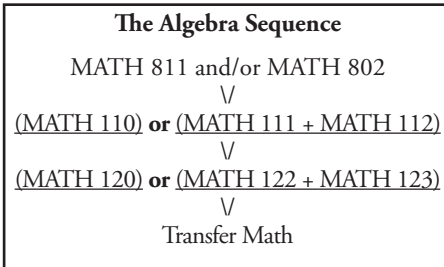 The Algebra Sequence
MATH 811 and/or MATH 802
\/
(MATH 110) or (MATH 111 + MATH 112)
\/
(MATH 120) or (MATH 122 + MATH 123)
\/
Transfer Math